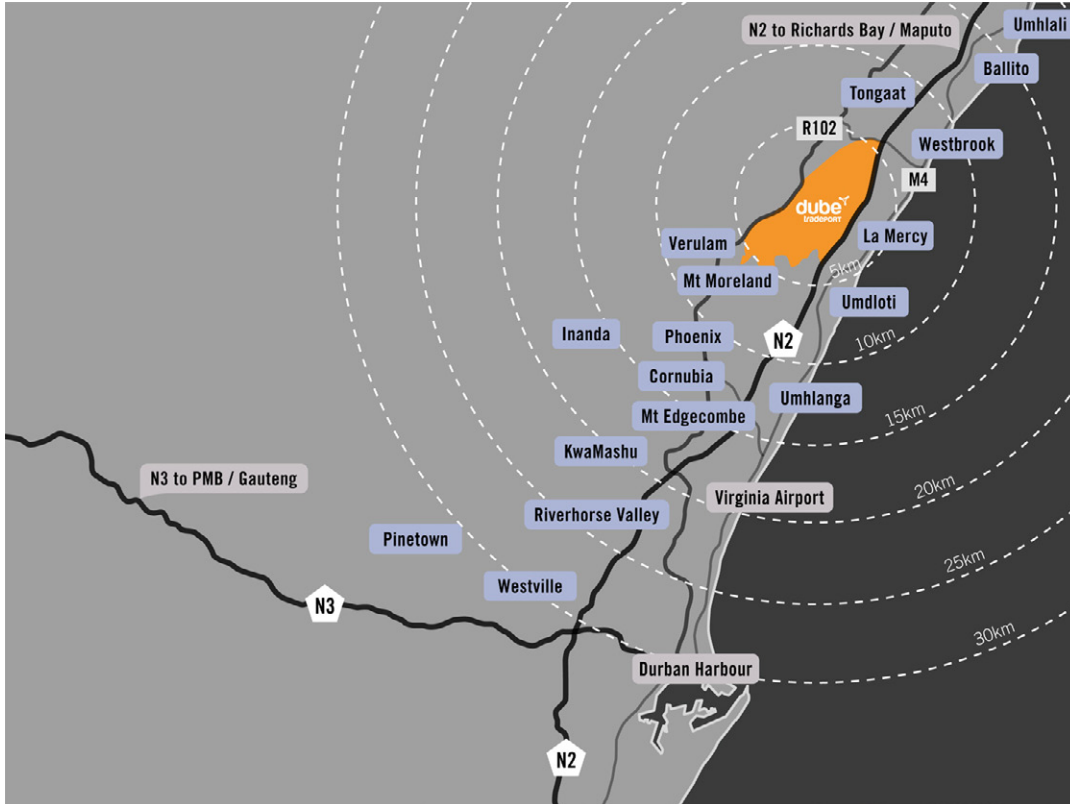 Umhlali
N2 to Richards Bay / Maputo
Ballito
Tongaat
R102
Westbrook
M4
dube
tradeport
La Mercy
Verulam
5km
Mt Moreland
Umdloti
Inanda
Phoenix
N2
10km
Cornubia
Umhlanga
Mt Edgecombe
15km
KwaMashu
N3 to PMB / Gauteng
20km
Virginia Airport
Riverhorse Valley
Pinetown
25km
Westville
N3
30km
Durban Harbour
N2